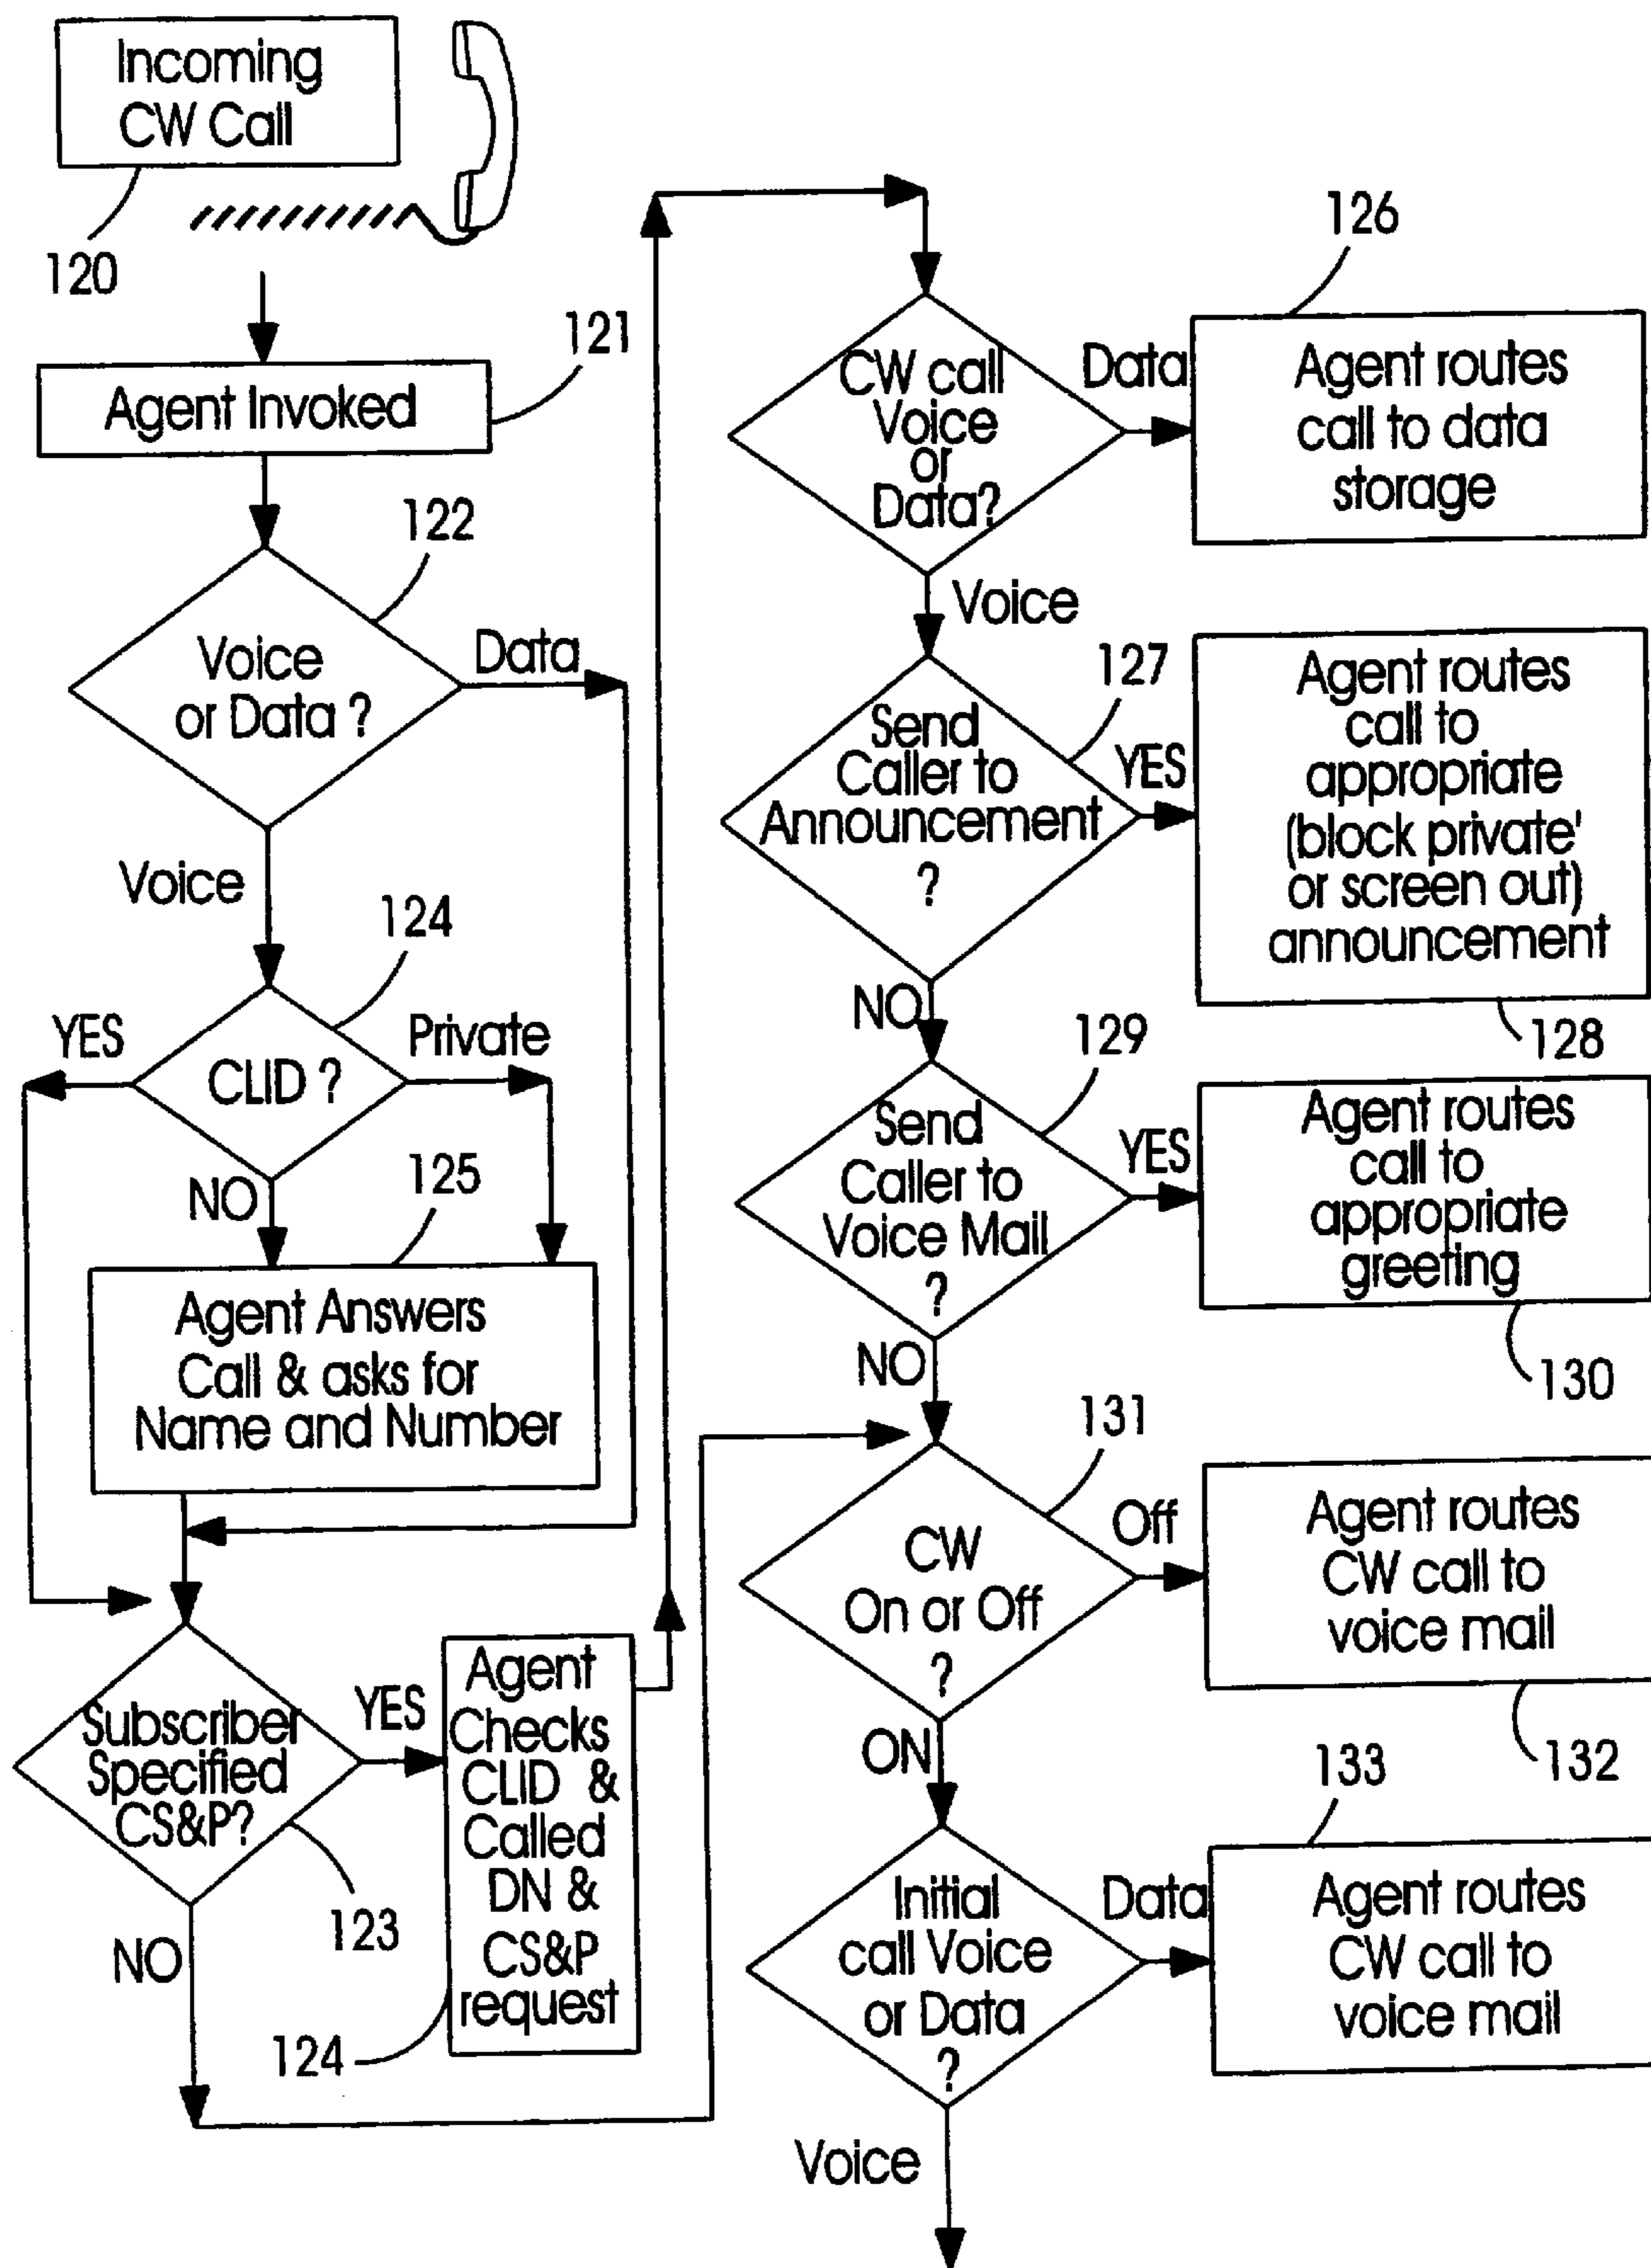 Incoming
CW Call
120
Agent Invoked
121
122
Voice
or Data ?
Data
Voice
124
YES
CLID ?
Private
NO
125
Agent Answers
Call & asks for
Name and Number
Subscriber
Specified
CS&P?
YES
123
NO
Agent
Checks
CLID &
Called
DN &
CS&P
request
124
CW call
Voice
or
Data?
Data
126
Agent routes
call to data
storage
Voice
127
Send
Caller to
Announcement
?
YES
Agent routes
call to
appropriate
(block private'
or screen out)
announcement
128
NO
129
Send
Caller to
Voice Mail
?
YES
Agent routes
call to
appropriate
greeting
130
NO
131
CW
On or Off
?
Off
Agent routes
CW call to
voice mail
132
ON
133
Initial
call Voice
or Data
?
Data
Agent routes
CW call to
voice mail
Voice